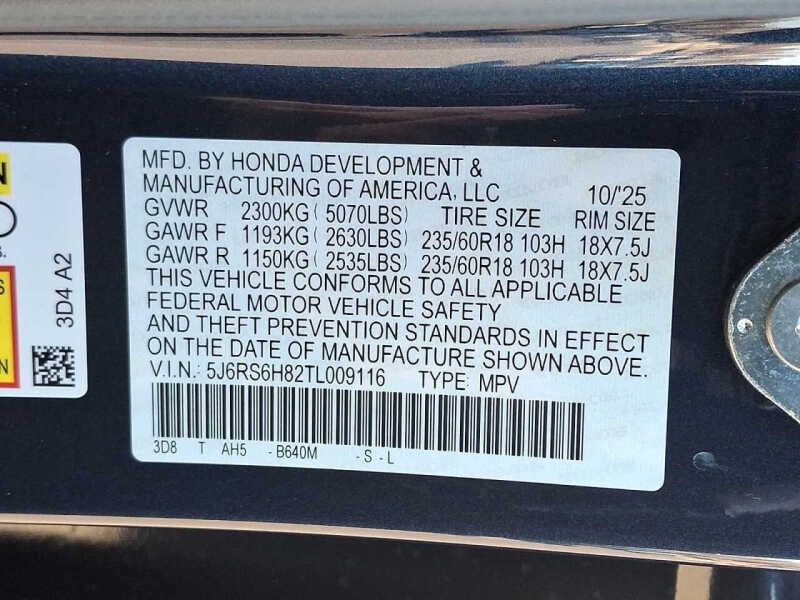 MFD. BY HONDA DEVELOPMENT &
MANUFACTURING OF AMERICA, LLC 10/'25
GVWR 2300KG ( 5070LBS) TIRE SIZE RIM SIZE
GAWR F 1193KG ( 2630LBS) 235/60R18 103H 18X7.5J
GAWR R 1150KG ( 2535LBS) 235/60R18 103H 18X7.5J
THIS VEHICLE CONFORMS TO ALL APPLICABLE
FEDERAL MOTOR VEHICLE SAFETY
AND THEFT PREVENTION STANDARDS IN EFFECT
ON THE DATE OF MANUFACTURE SHOWN ABOVE.
V.I.N.: 5J6RS6H82TL009116 TYPE: MPV
3D8 T AH5 - B640M - S - L
3D4 A2